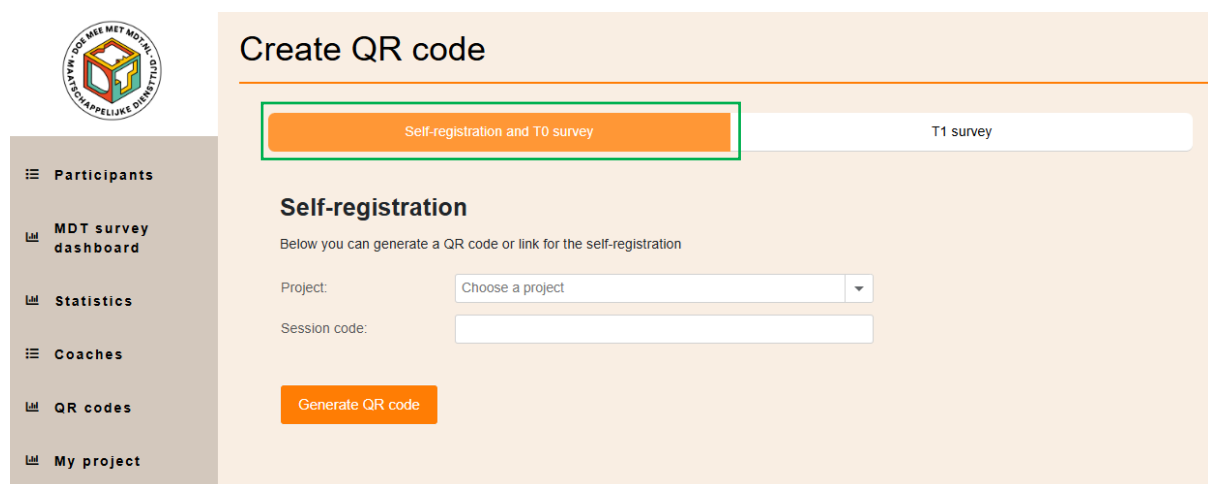 DOE MEE MET MDT.NL · MAATSCHAPPELIJKE DIENSTTIJD ·
Create QR code
Self-registration and T0 survey
T1 survey
Participants
MDT survey
dashboard
Statistics
Coaches
QR codes
My project
Self-registration
Below you can generate a QR code or link for the self-registration
Project:
Choose a project
Session code:
Generate QR code